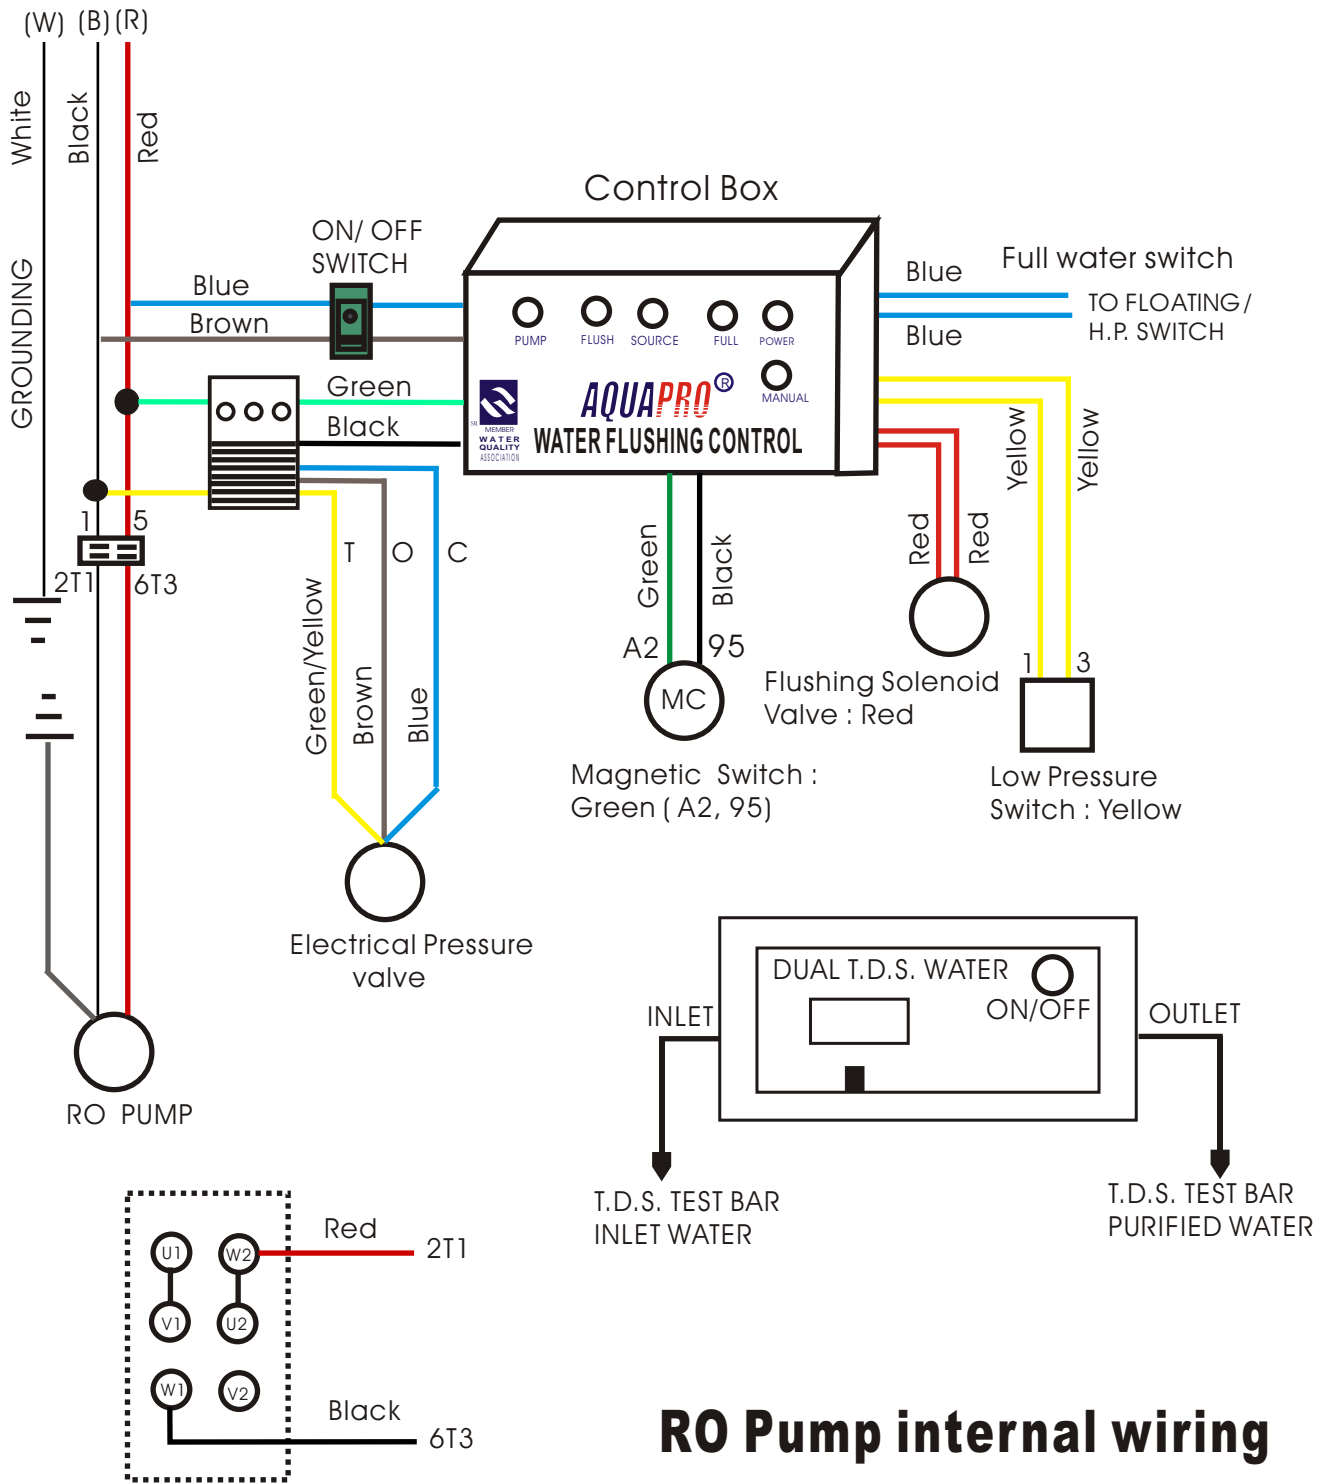 (W) (B) (R)
White
Black
Red
GROUNDING
Control Box
ON/ OFF
SWITCH
Blue
Brown
Green
Black
PUMP
FLUSH
SOURCE
FULL
POWER
MANUAL
AQUAPRO ®
WATER FLUSHING CONTROL
SM
MEMBER
WATER
QUALITY
ASSOCIATION
Blue
Blue
Full water switch
TO FLOATING/
H.P. SWITCH
Yellow
Yellow
Red
Red
1 5
2T1 6T3
T O C
Green/Yellow
Brown
Blue
Green
Black
A2 95
MC
Magnetic Switch :
Green ( A2, 95)
Flushing Solenoid
Valve : Red
1 3
Low Pressure
Switch : Yellow
Electrical Pressure
valve
RO PUMP
DUAL T.D.S. WATER
ON/OFF
INLET
OUTLET
T.D.S. TEST BAR
INLET WATER
T.D.S. TEST BAR
PURIFIED WATER
U1 W2
Red
2T1
V1 U2
W1 V2
Black
6T3
RO Pump internal wiring